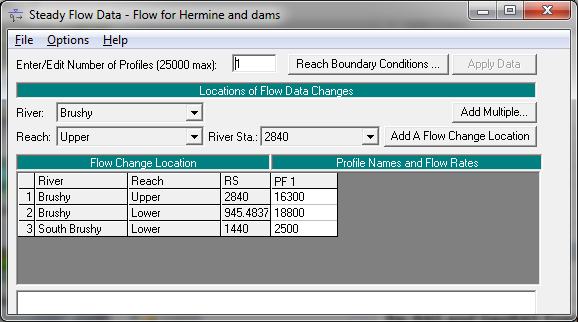 Steady Flow Data - Flow for Hermine and dams
File Options Help
Enter/Edit Number of Profiles (25000 max): 1 Reach Boundary Conditions ... Apply Data
Locations of Flow Data Changes
River: Brushy Add Multiple...
Reach: Upper River Sta.: 2840 Add A Flow Change Location
Flow Change Location Profile Names and Flow Rates
River Reach RS PF 1
1 Brushy Upper 2840 16300
2 Brushy Lower 945.4837 18800
3 South Brushy Lower 1440 2500